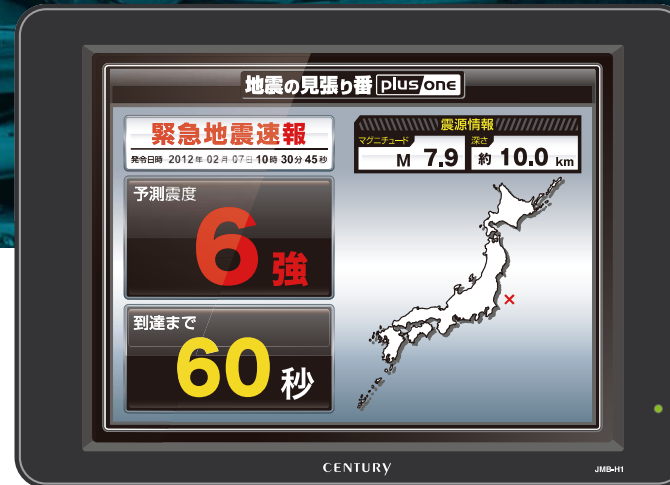 地震の見張り番 plus one
緊急地震速報
発令日時 2012年 02月 07日 10時 30分 45秒
予測震度
6強
到達まで
60秒
震源情報
マグニチュード
M 7.9
深さ
約 10.0 km
×
CENTURY
JMB-H1